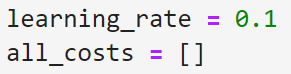 learning_rate = 0.1
all_costs = []